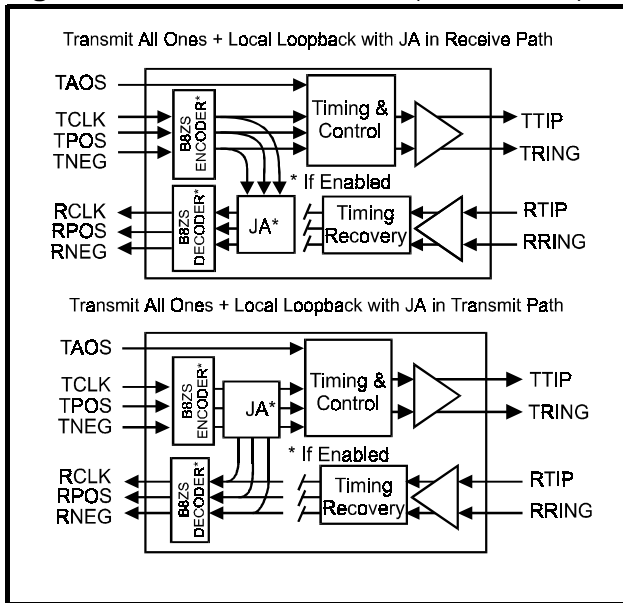 Transmit All Ones + Local Loopback with JA in Receive Path
TAOS
TCLK
TPOS
TNEG
B8ZS
ENCODER*
Timing &
Control
TTIP
TRING
* If Enabled
RCLK
RPOS
RNEG
B8ZS
DECODER*
JA*
Timing
Recovery
RTIP
RRING
Transmit All Ones + Local Loopback with JA in Transmit Path
TAOS
TCLK
TPOS
TNEG
B8ZS
ENCODER*
JA*
Timing &
Control
TTIP
TRING
* If Enabled
RCLK
RPOS
RNEG
B8ZS
DECODER*
Timing
Recovery
RTIP
RRING